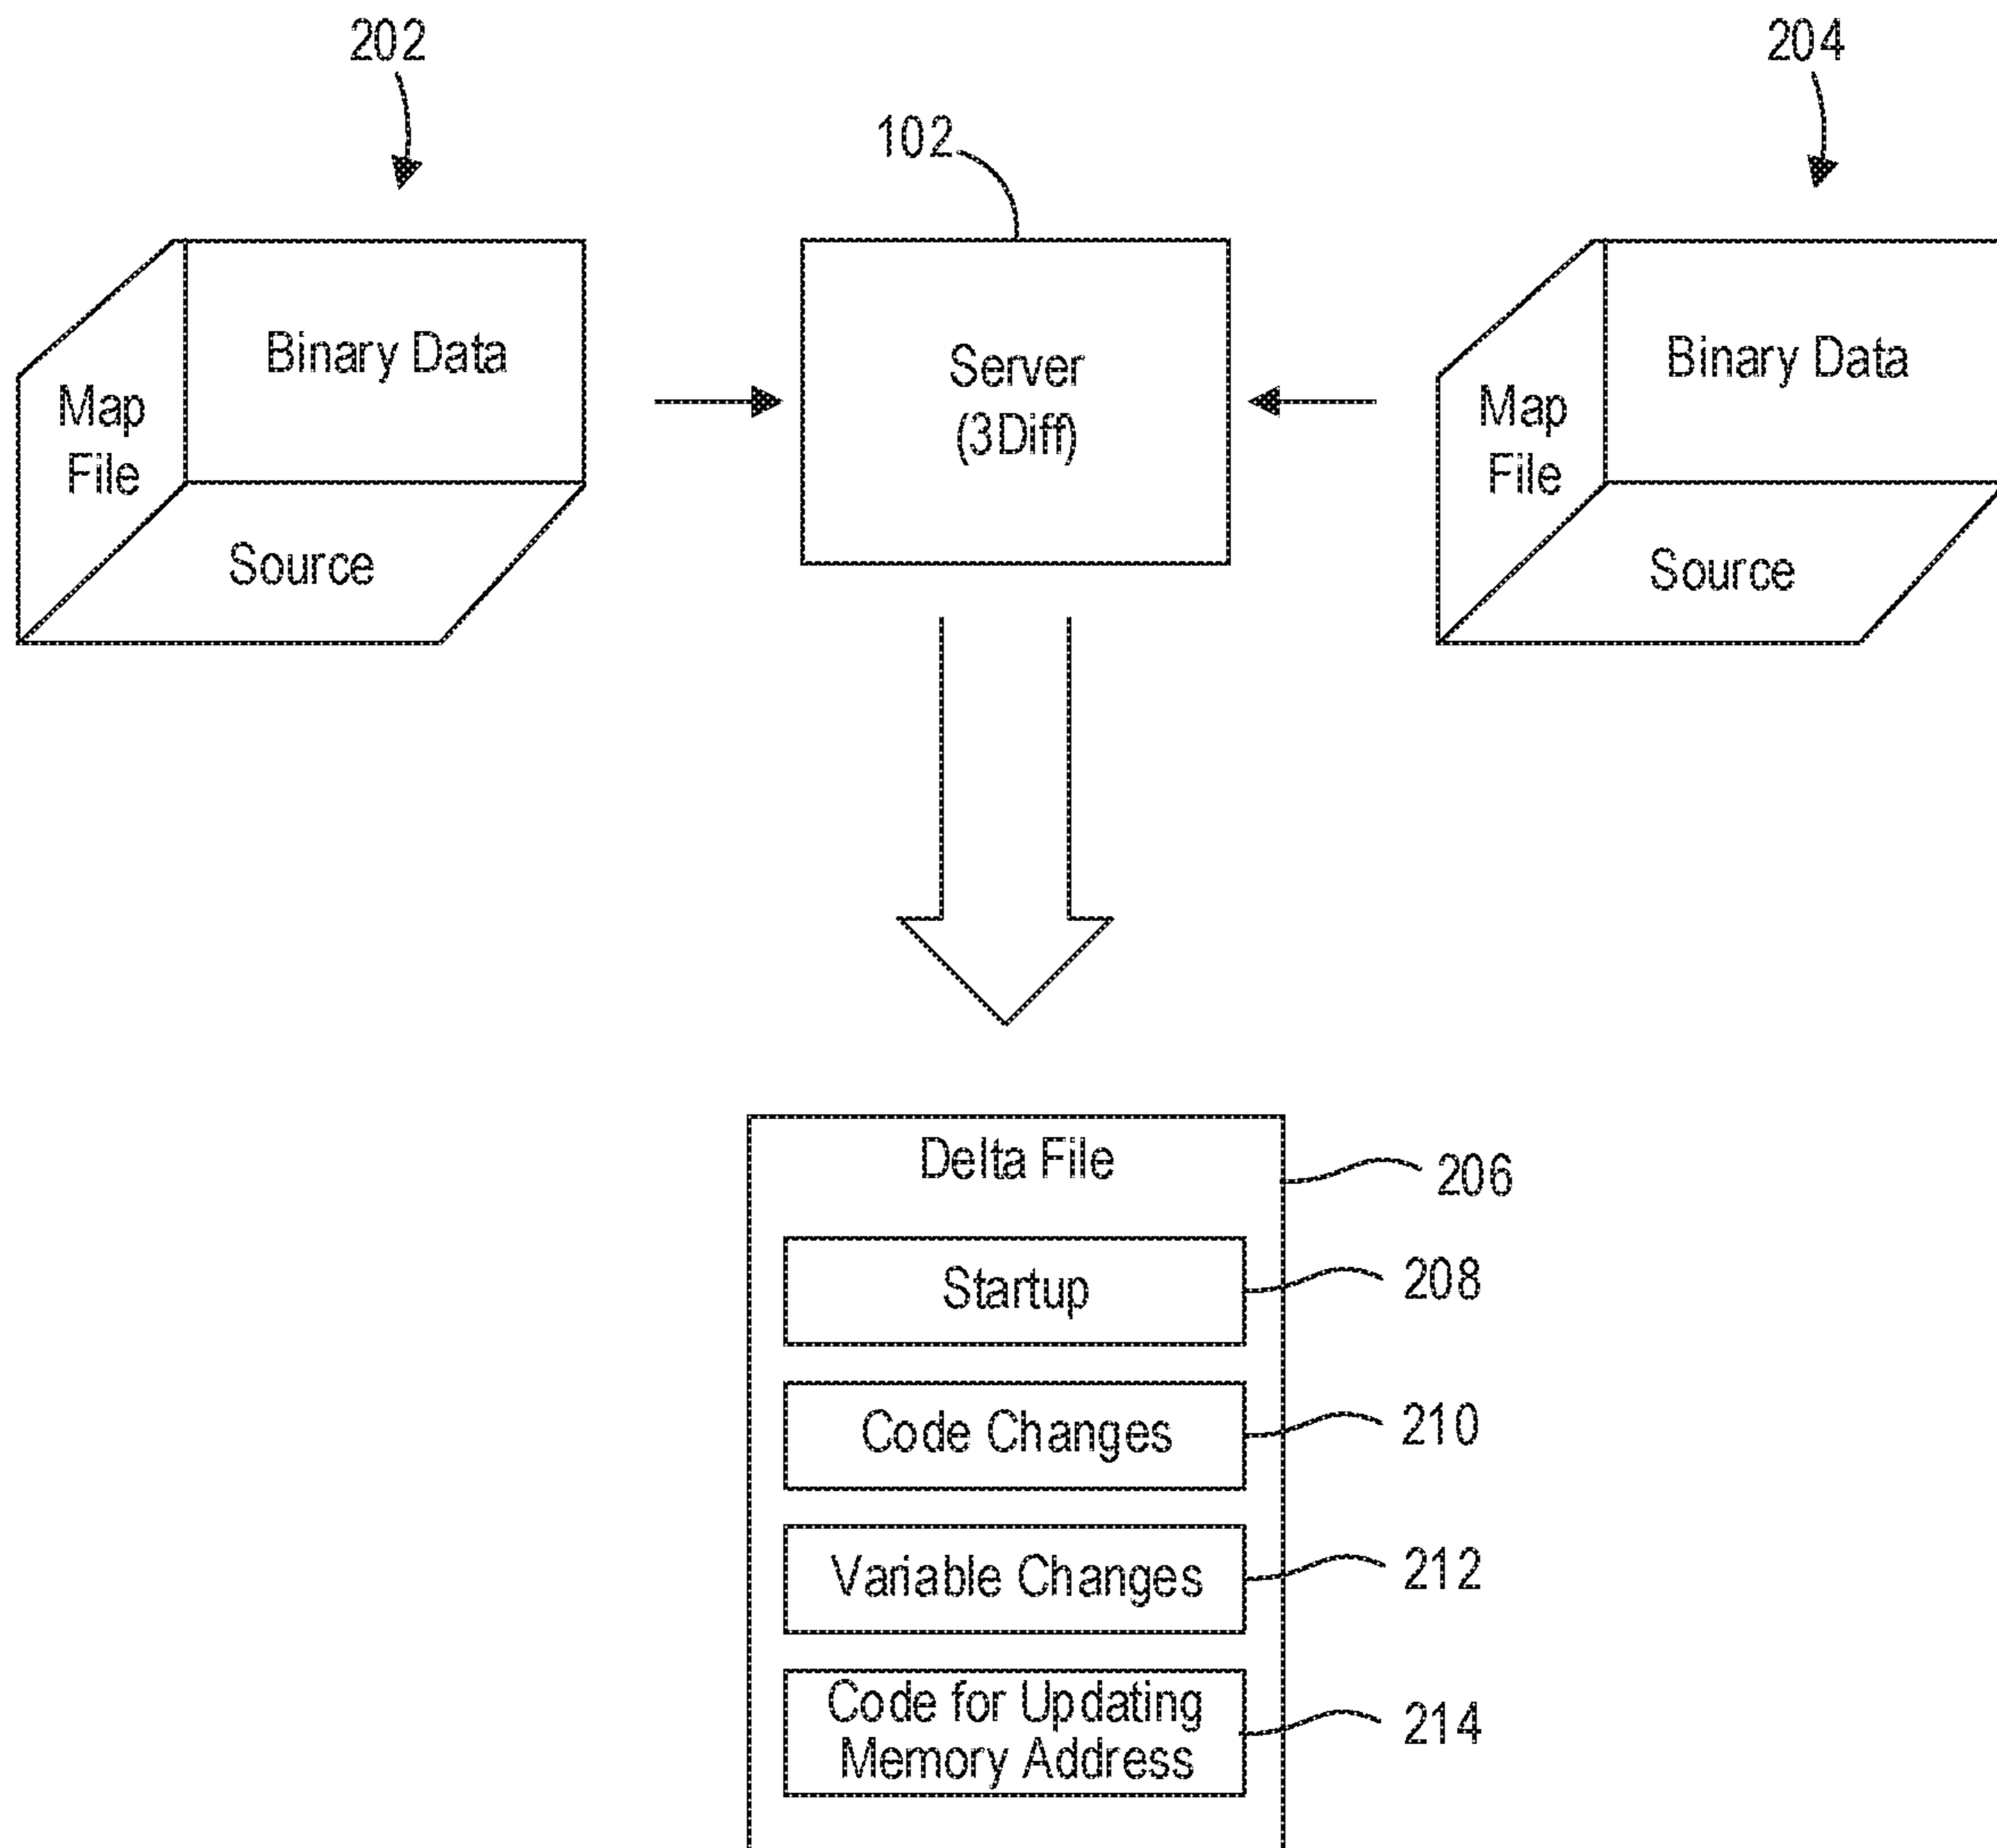 202
204
102
Binary Data
Map
File
Source
Server
(3Diff)
Binary Data
Map
File
Source
Delta File
206
Startup
208
Code Changes
210
Variable Changes
212
Code for Updating
Memory Address
214